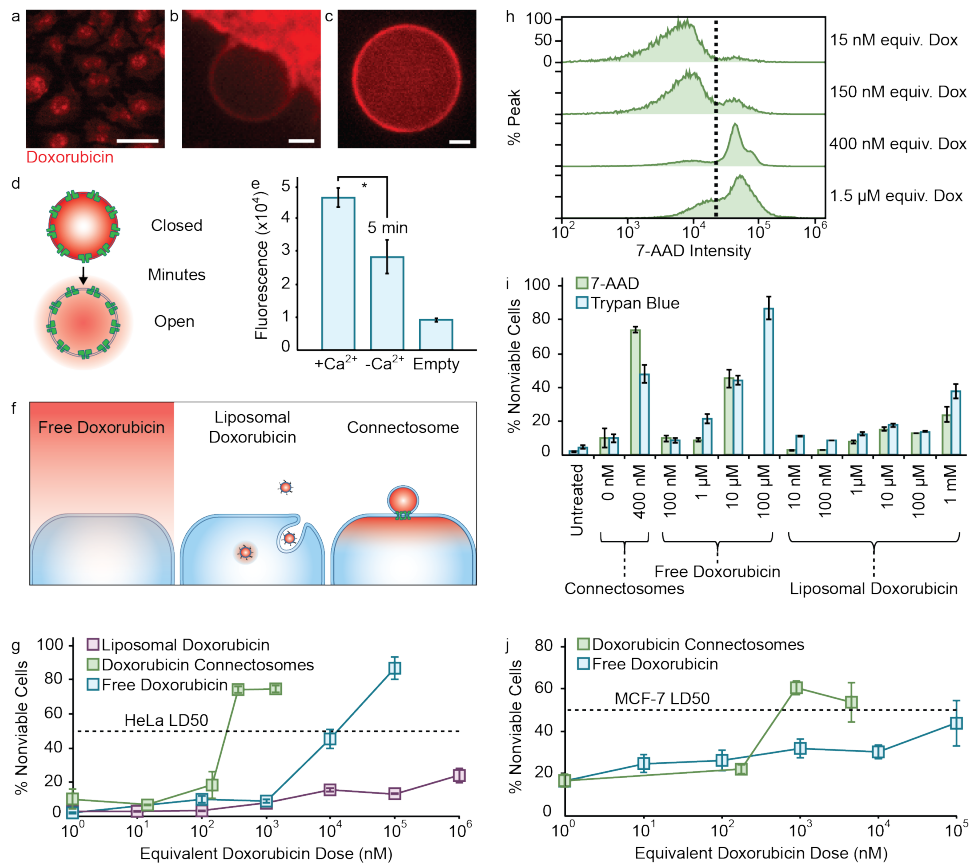 a
b
c
Doxorubicin
d
Closed
Minutes
Open
e
Fluorescence (x10⁴)
5
4
3
2
1
0
*
5 min
+Ca²⁺
-Ca²⁺
Empty
f
Free Doxorubicin
Liposomal
Doxorubicin
Connectosome
g
% Nonviable Cells
100
80
60
40
20
0
Liposomal Doxorubicin
Doxorubicin Connectosomes
Free Doxorubicin
HeLa LD50
10⁰
10¹
10²
10³
10⁴
10⁵
10⁶
Equivalent Doxorubicin Dose (nM)
h
% Peak
100
50
0
15 nM equiv. Dox
150 nM equiv. Dox
400 nM equiv. Dox
1.5 µM equiv. Dox
10²
10³
10⁴
10⁵
10⁶
7-AAD Intensity
i
7-AAD
Trypan Blue
% Nonviable Cells
100
80
60
40
20
0
Untreated
0 nM
400 nM
100 nM
1 µM
10 µM
100 µM
10 nM
100 nM
1µM
10 µM
100 µM
1 mM
Connectosomes
Free Doxorubicin
Liposomal Doxorubicin
j
% Nonviable Cells
80
60
40
20
0
Doxorubicin Connectosomes
Free Doxorubicin
MCF-7 LD50
10⁰
10¹
10²
10³
10⁴
10⁵
Equivalent Doxorubicin Dose (nM)